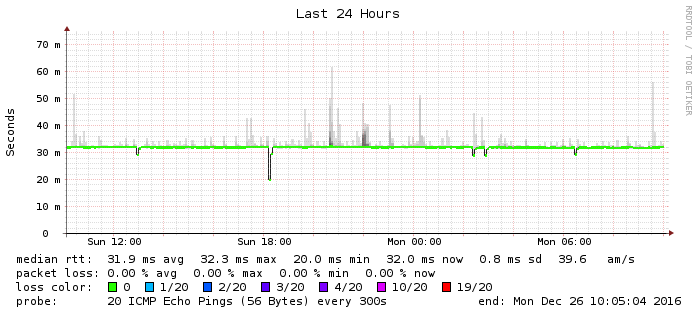 Last 24 Hours
RRDTOOL / TOBI OETIKER
Seconds
70 m
60 m
50 m
40 m
30 m
20 m
10 m
0
Sun 12:00 Sun 18:00 Mon 00:00 Mon 06:00
median rtt: 31.9 ms avg 32.3 ms max 20.0 ms min 32.0 ms now 0.8 ms sd 39.6 am/s
packet loss: 0.00 % avg 0.00 % max 0.00 % min 0.00 % now
loss color: 0 1/20 2/20 3/20 4/20 10/20 19/20
probe: 20 ICMP Echo Pings (56 Bytes) every 300s end: Mon Dec 26 10:05:04 2016